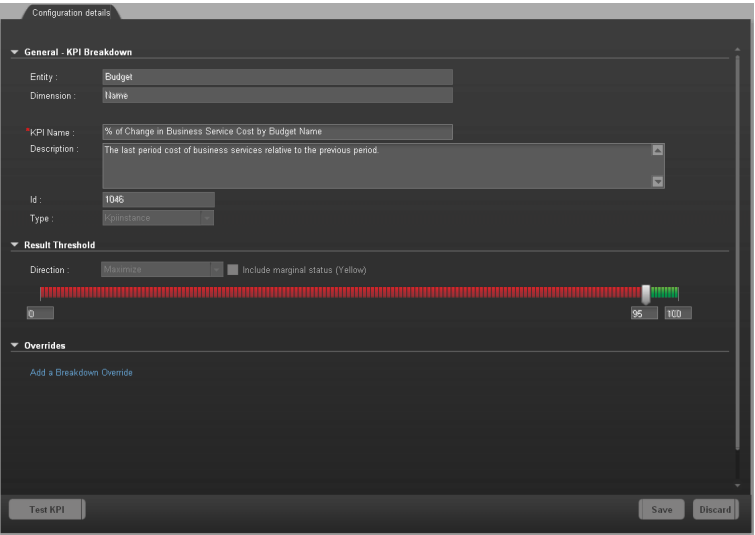 Configuration details
General - KPI Breakdown
Entity :
Budget
Dimension :
Name
*KPI Name :
% of Change in Business Service Cost by Budget Name
Description :
The last period cost of business services relative to the previous period.
Id :
1046
Type :
KpiInstance
Result Threshold
Direction :
Maximize
Include marginal status (Yellow)
0
95
100
Overrides
Add a Breakdown Override
Test KPI
Save
Discard